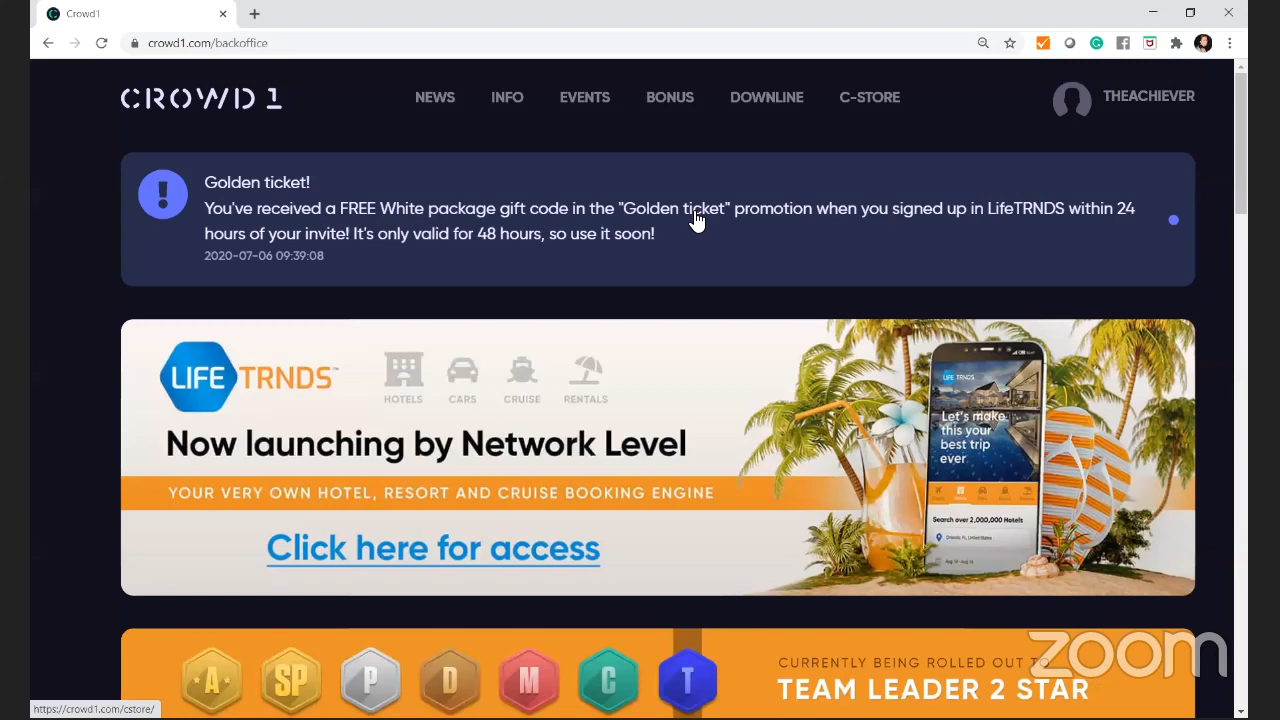 Crowd1
crowd1.com/backoffice
CROWD 1
NEWS
INFO
EVENTS
BONUS
DOWNLINE
C-STORE
THEACHIEVER
Golden ticket!
You've received a FREE White package gift code in the "Golden ticket" promotion when you signed up in LifeTRNDS within 24
hours of your invite! It's only valid for 48 hours, so use it soon!
2020-07-06 09:39:08
LIFE TRNDS™
HOTELS
CARS
CRUISE
RENTALS
Now launching by Network Level
YOUR VERY OWN HOTEL, RESORT AND CRUISE BOOKING ENGINE
Click here for access
LIFE TRNDS
Let's make
this your
best trip
ever
Search over 2,000,000 Hotels
Orlando, FL, United States
A
SP
P
D
M
C
T
CURRENTLY BEING ROLLED OUT TO
TEAM LEADER 2 STAR
zoom
https://crowd1.com/cstore/